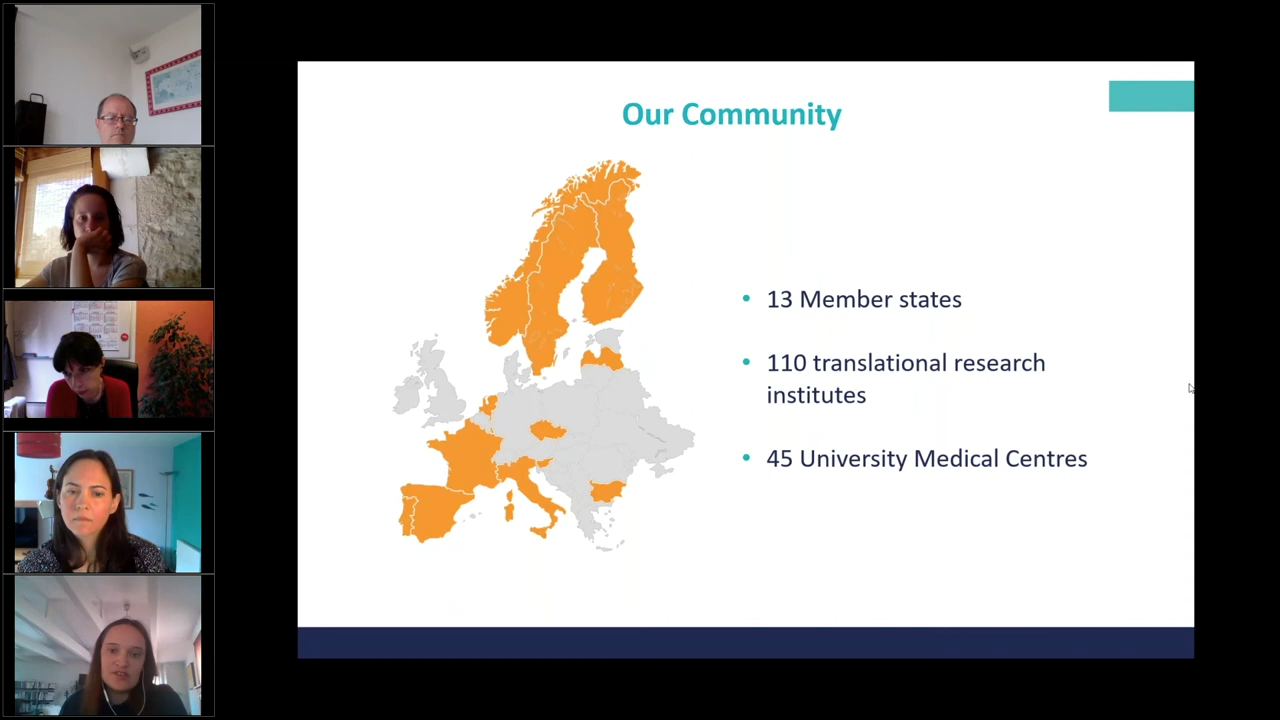 Our Community
• 13 Member states
• 110 translational research
institutes
• 45 University Medical Centres